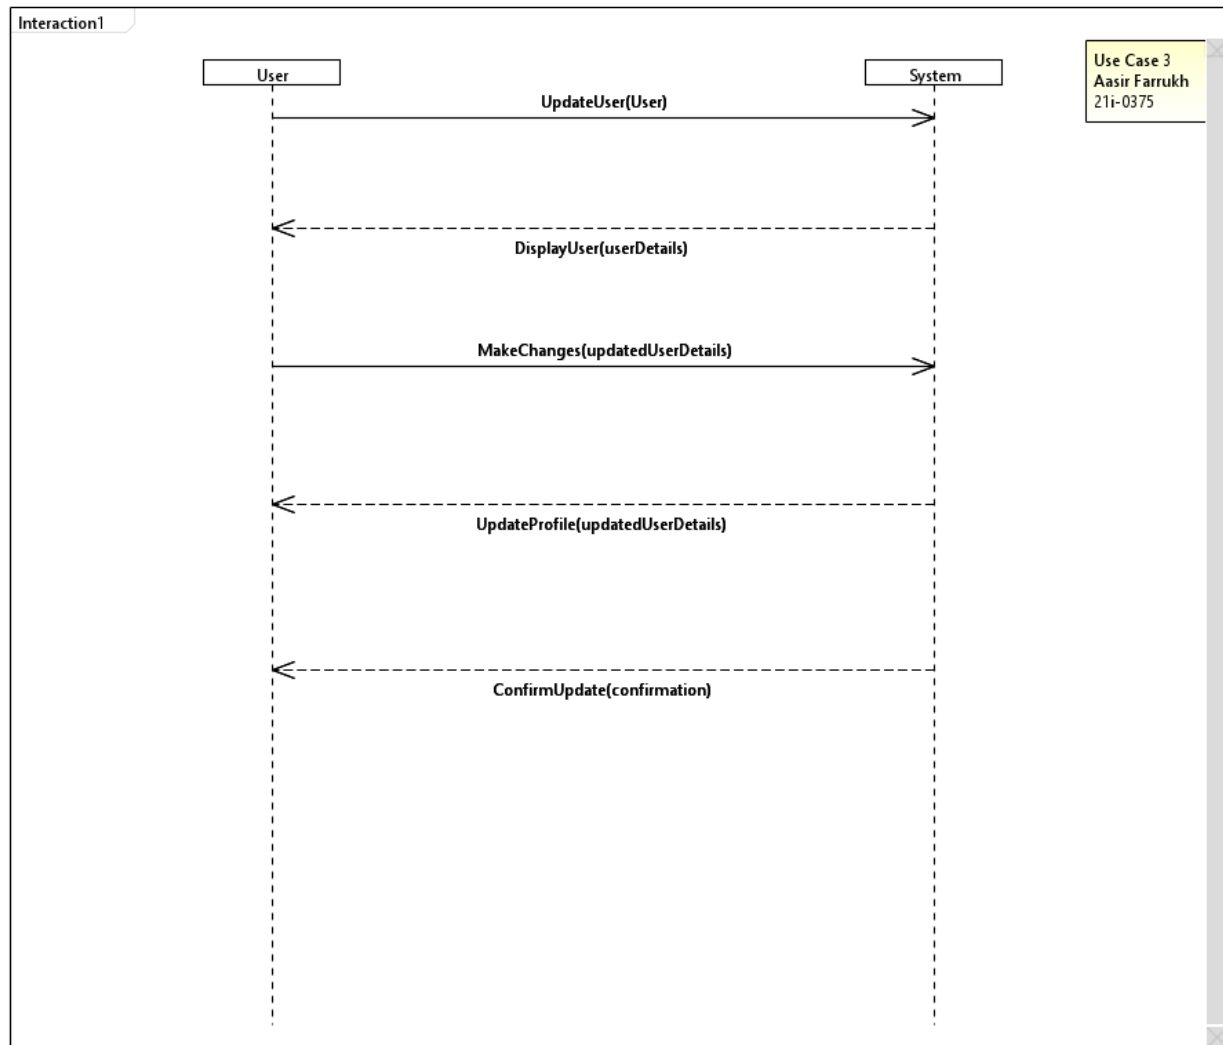 Interaction1
User
System
Use Case 3
Aasir Farrukh
21i-0375
UpdateUser(User)
DisplayUser(userDetails)
MakeChanges(updatedUserDetails)
UpdateProfile(updatedUserDetails)
ConfirmUpdate(confirmation)